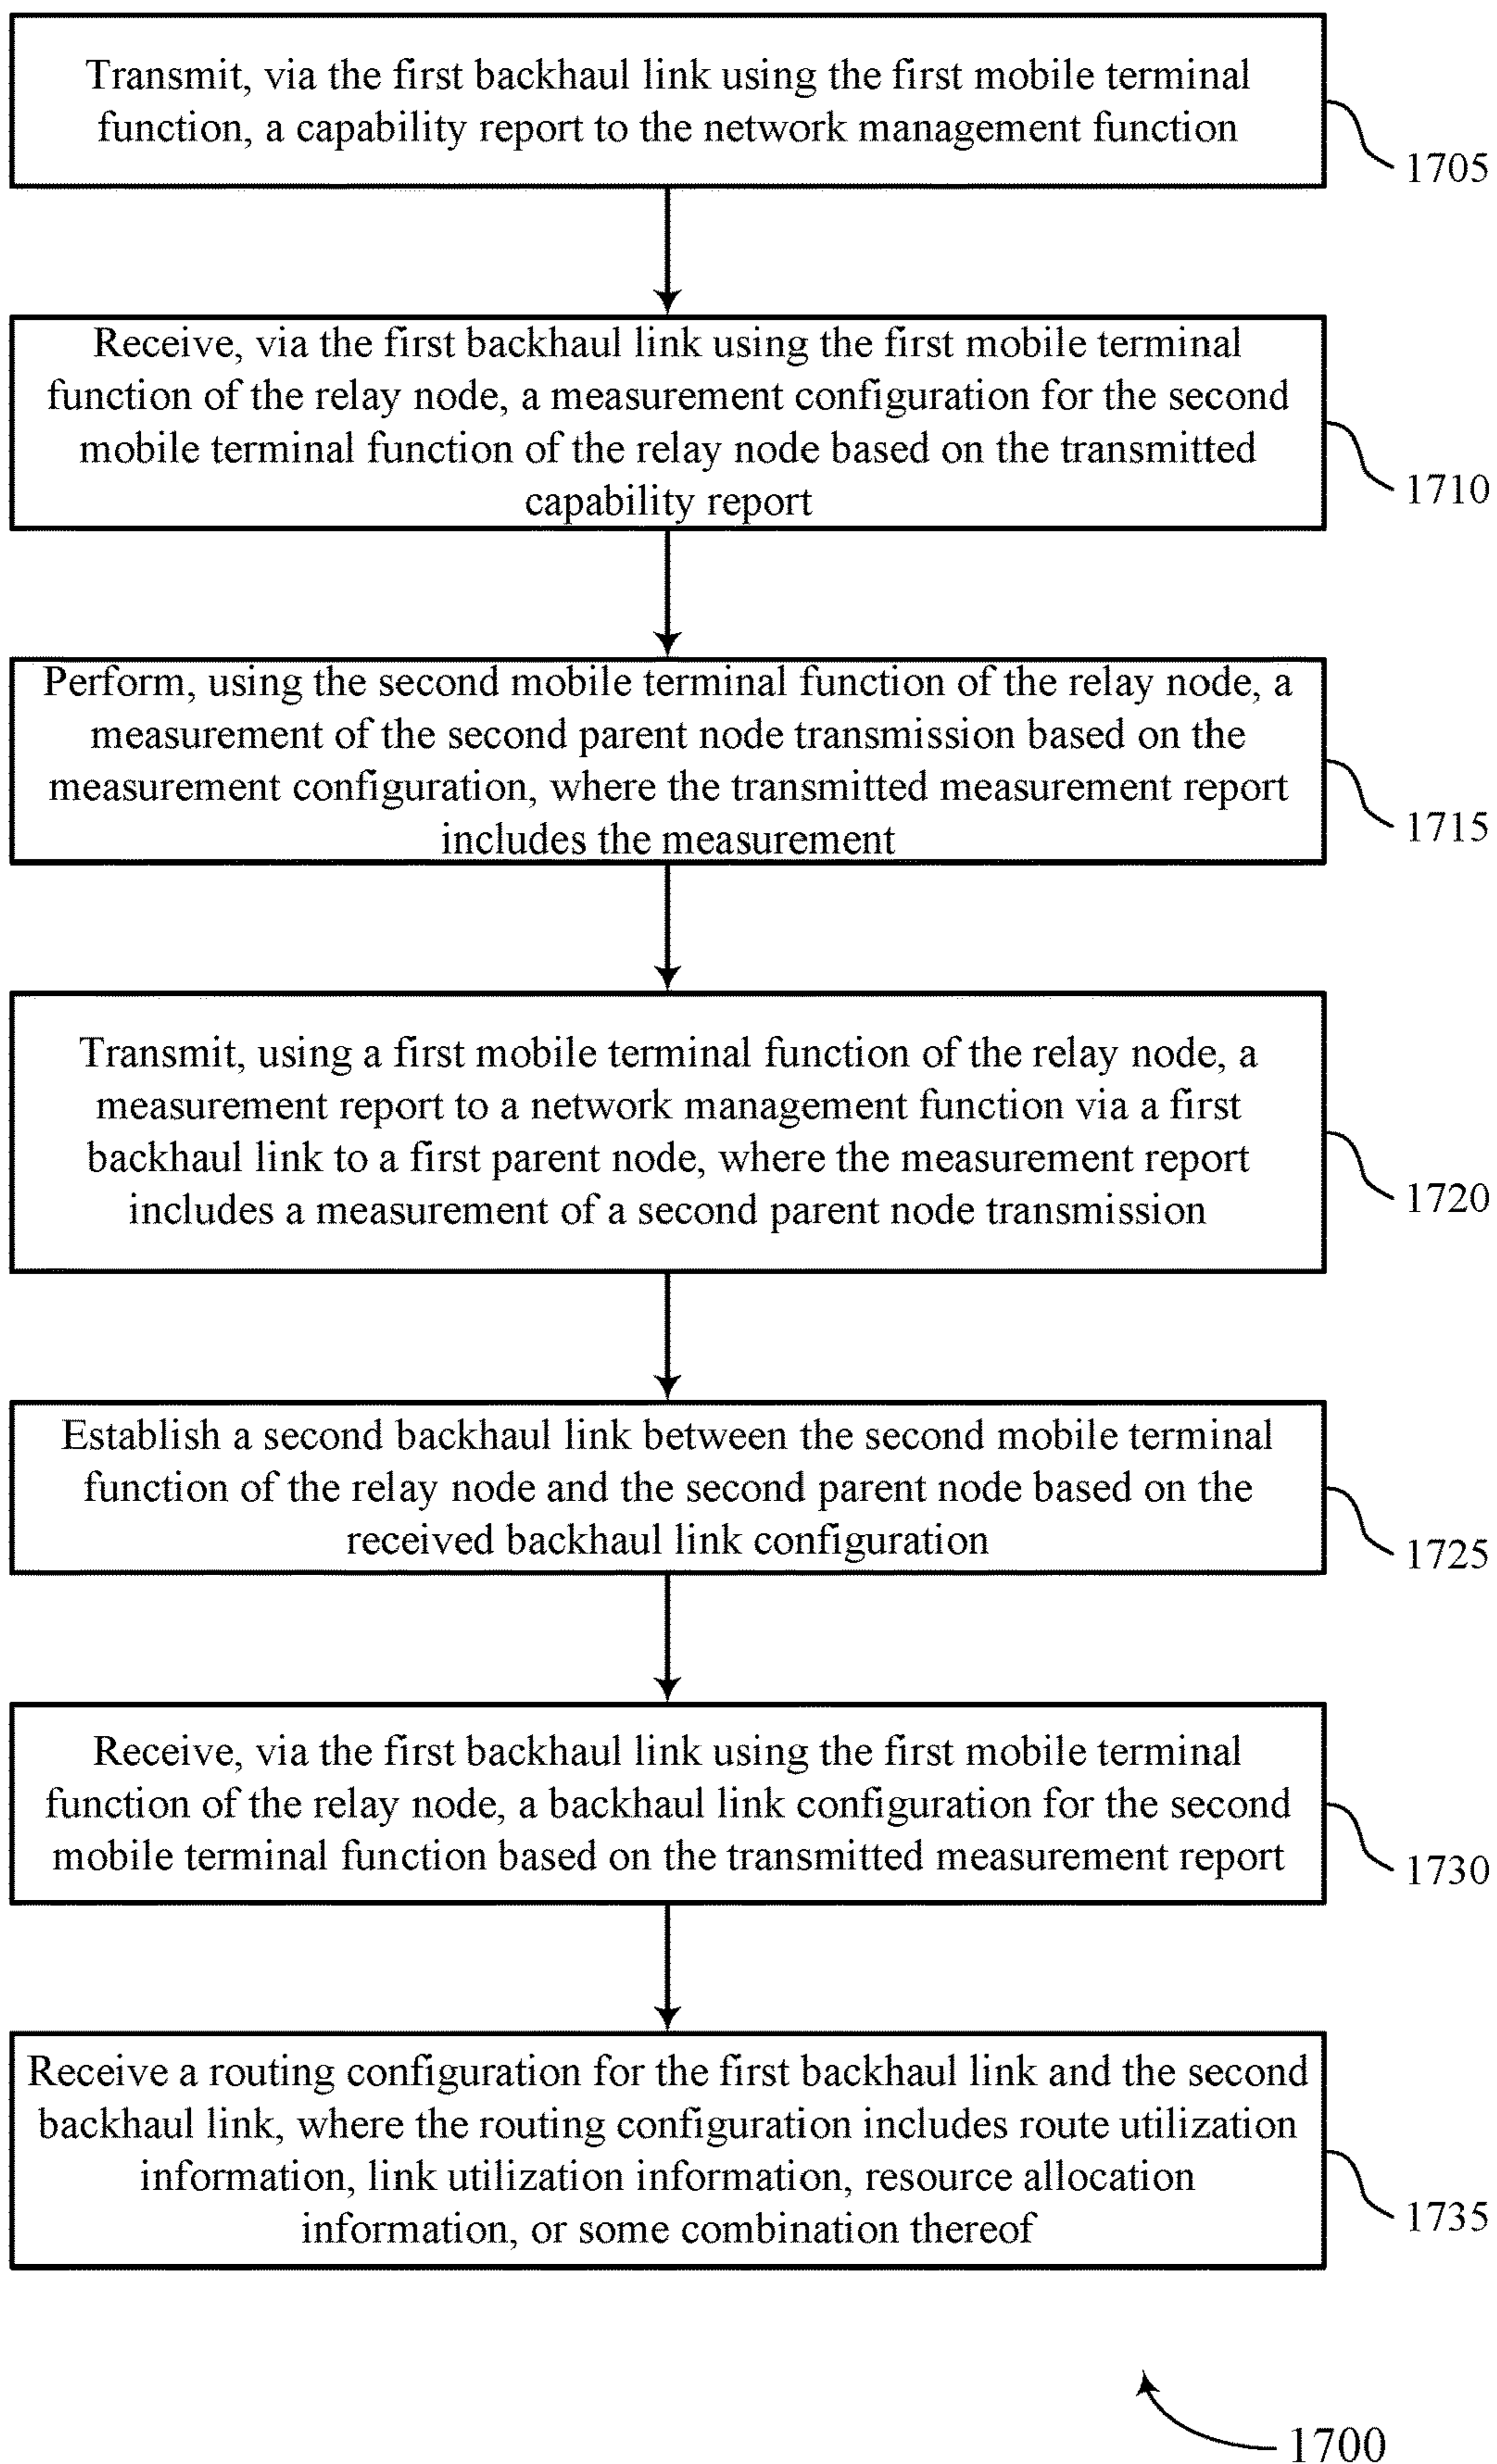 Transmit, via the first backhaul link using the first mobile terminal
function, a capability report to the network management function
1705
Receive, via the first backhaul link using the first mobile terminal
function of the relay node, a measurement configuration for the second
mobile terminal function of the relay node based on the transmitted
capability report
1710
Perform, using the second mobile terminal function of the relay node, a
measurement of the second parent node transmission based on the
measurement configuration, where the transmitted measurement report
includes the measurement
1715
Transmit, using a first mobile terminal function of the relay node, a
measurement report to a network management function via a first
backhaul link to a first parent node, where the measurement report
includes a measurement of a second parent node transmission
1720
Establish a second backhaul link between the second mobile terminal
function of the relay node and the second parent node based on the
received backhaul link configuration
1725
Receive, via the first backhaul link using the first mobile terminal
function of the relay node, a backhaul link configuration for the second
mobile terminal function based on the transmitted measurement report
1730
Receive a routing configuration for the first backhaul link and the second
backhaul link, where the routing configuration includes route utilization
information, link utilization information, resource allocation
information, or some combination thereof
1735
1700